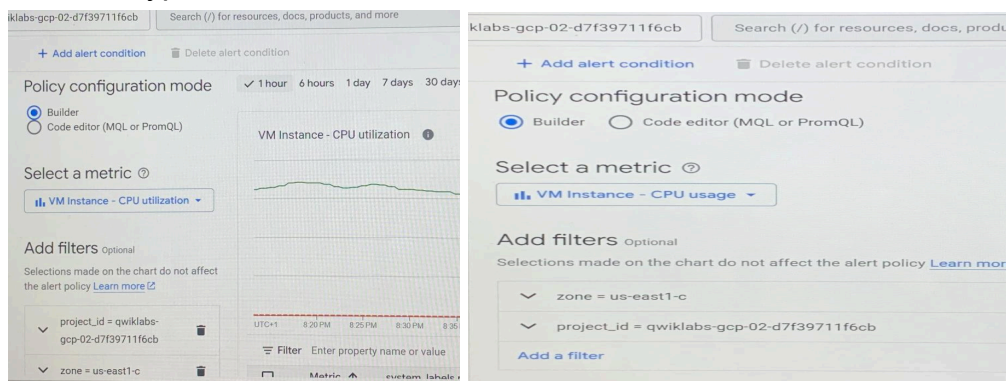 iklabs-gcp-02-d7f39711f6cb
Search (/) for resources, docs, products, and more
+ Add alert condition
Delete alert condition
Policy configuration mode
1 hour 6 hours 1 day 7 days 30 days
Builder
Code editor (MQL or PromQL)
VM Instance - CPU utilization
Select a metric
VM Instance - CPU utilization
Add filters Optional
Selections made on the chart do not affect
the alert policy Learn more
project_id = qwiklabs-
gcp-02-d7f39711f6cb
zone = us-east1-c
UTC+1 8:20 PM 8:25 PM 8:30 PM 8:35
Filter Enter property name or value
Metric
klabs-gcp-02-d7f39711f6cb
Search (/) for resources, docs, produ
+ Add alert condition
Delete alert condition
Policy configuration mode
Builder Code editor (MQL or PromQL)
Select a metric
VM Instance - CPU usage
Add filters Optional
Selections made on the chart do not affect the alert policy Learn mor
zone = us-east1-c
project_id = qwiklabs-gcp-02-d7f39711f6cb
Add a filter